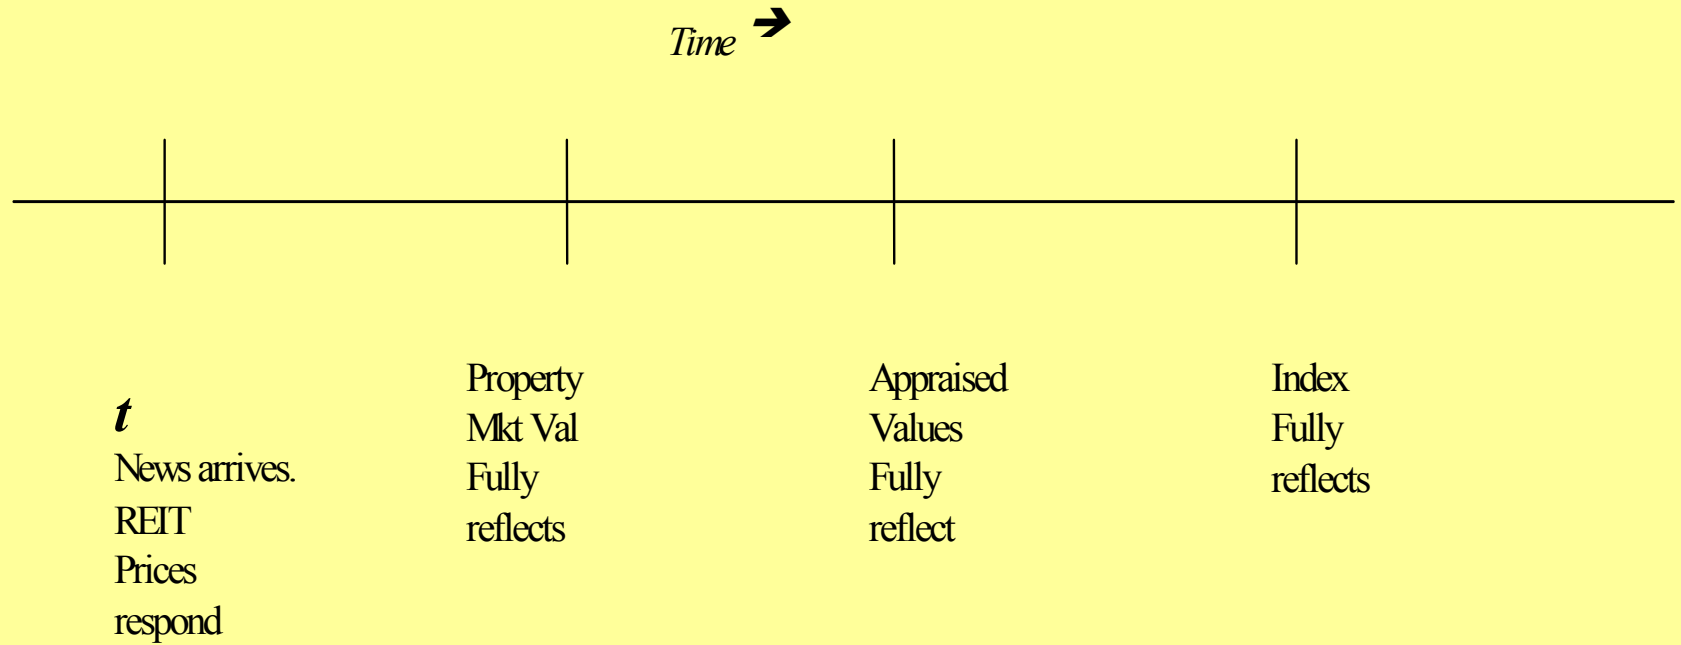 Time ➔
t
News arrives.
REIT
Prices
respond
Property
Mkt Val
Fully
reflects
Appraised
Values
Fully
reflect
Index
Fully
reflects